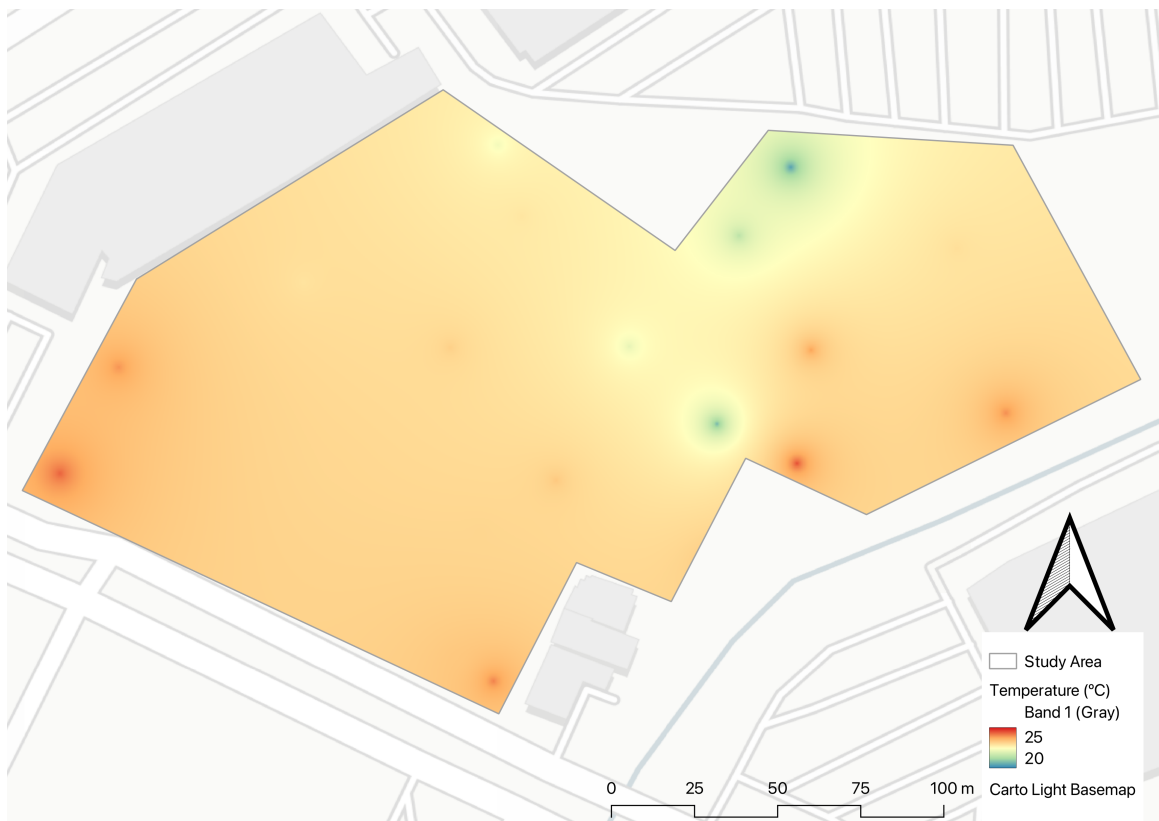 Study Area
Temperature (ºC)
Band 1 (Gray)
25
20
Carto Light Basemap
0 25 50 75 100 m